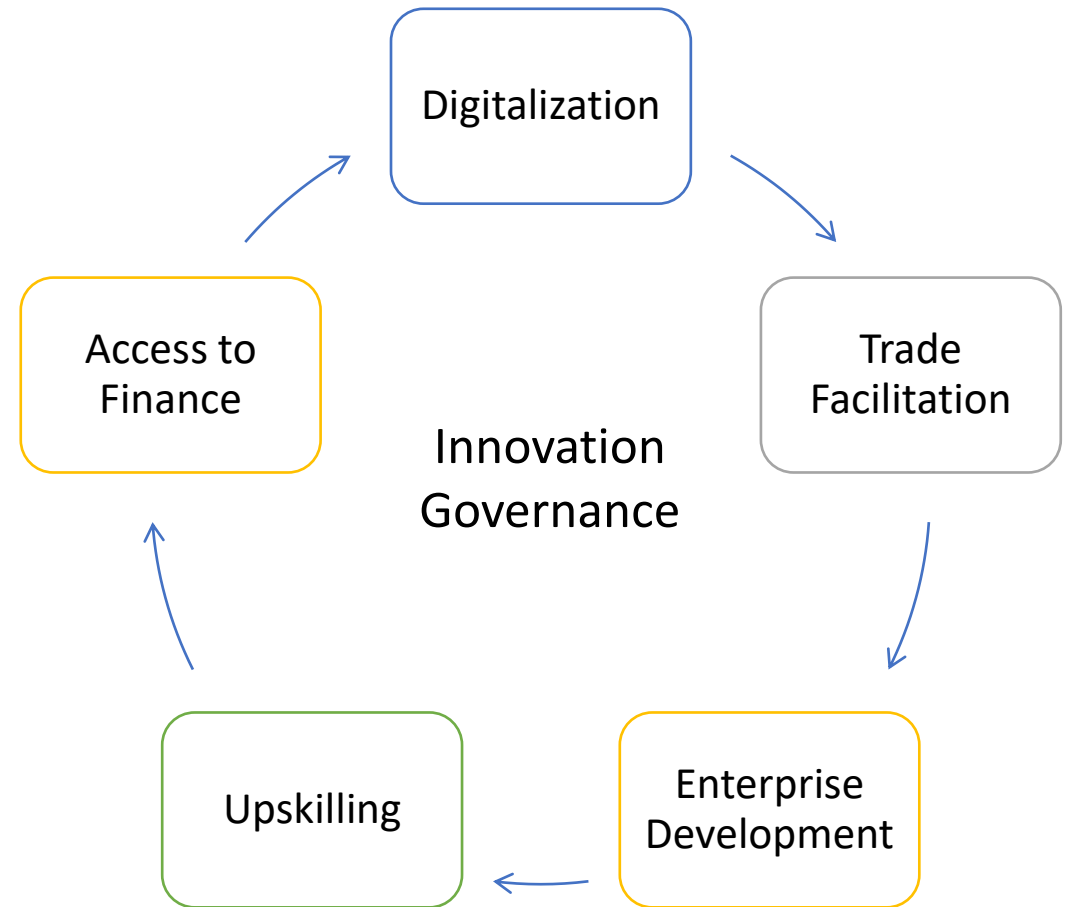 Digitalization
Trade
Facilitation
Enterprise
Development
Upskilling
Access to
Finance
Innovation
Governance